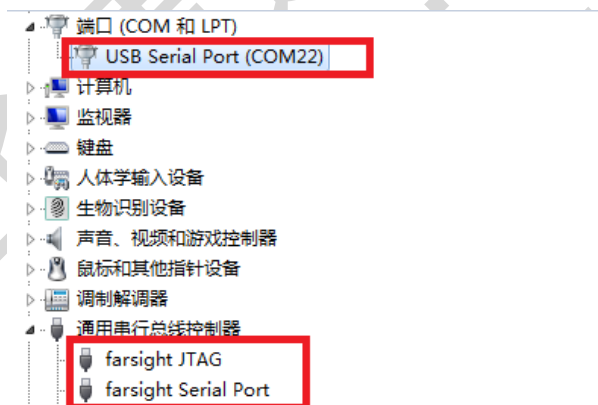 端口 (COM 和 LPT)
USB Serial Port (COM22)
计算机
监视器
键盘
人体学输入设备
生物识别设备
声音、视频和游戏控制器
鼠标和其他指针设备
调制解调器
通用串行总线控制器
farsight JTAG
farsight Serial Port